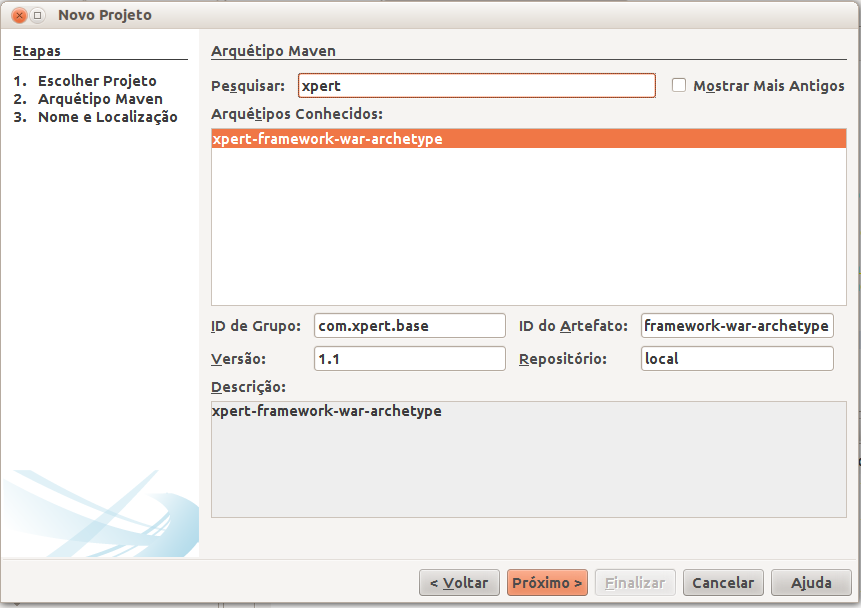 Novo Projeto
Etapas
1. Escolher Projeto
2. Arquétipo Maven
3. Nome e Localização
Arquétipo Maven
Pesquisar: xpert Mostrar Mais Antigos
Arquétipos Conhecidos:
xpert-framework-war-archetype
ID de Grupo: com.xpert.base ID do Artefato: framework-war-archetype
Versão: 1.1 Repositório: local
Descrição:
xpert-framework-war-archetype
< Voltar Próximo > Finalizar Cancelar Ajuda